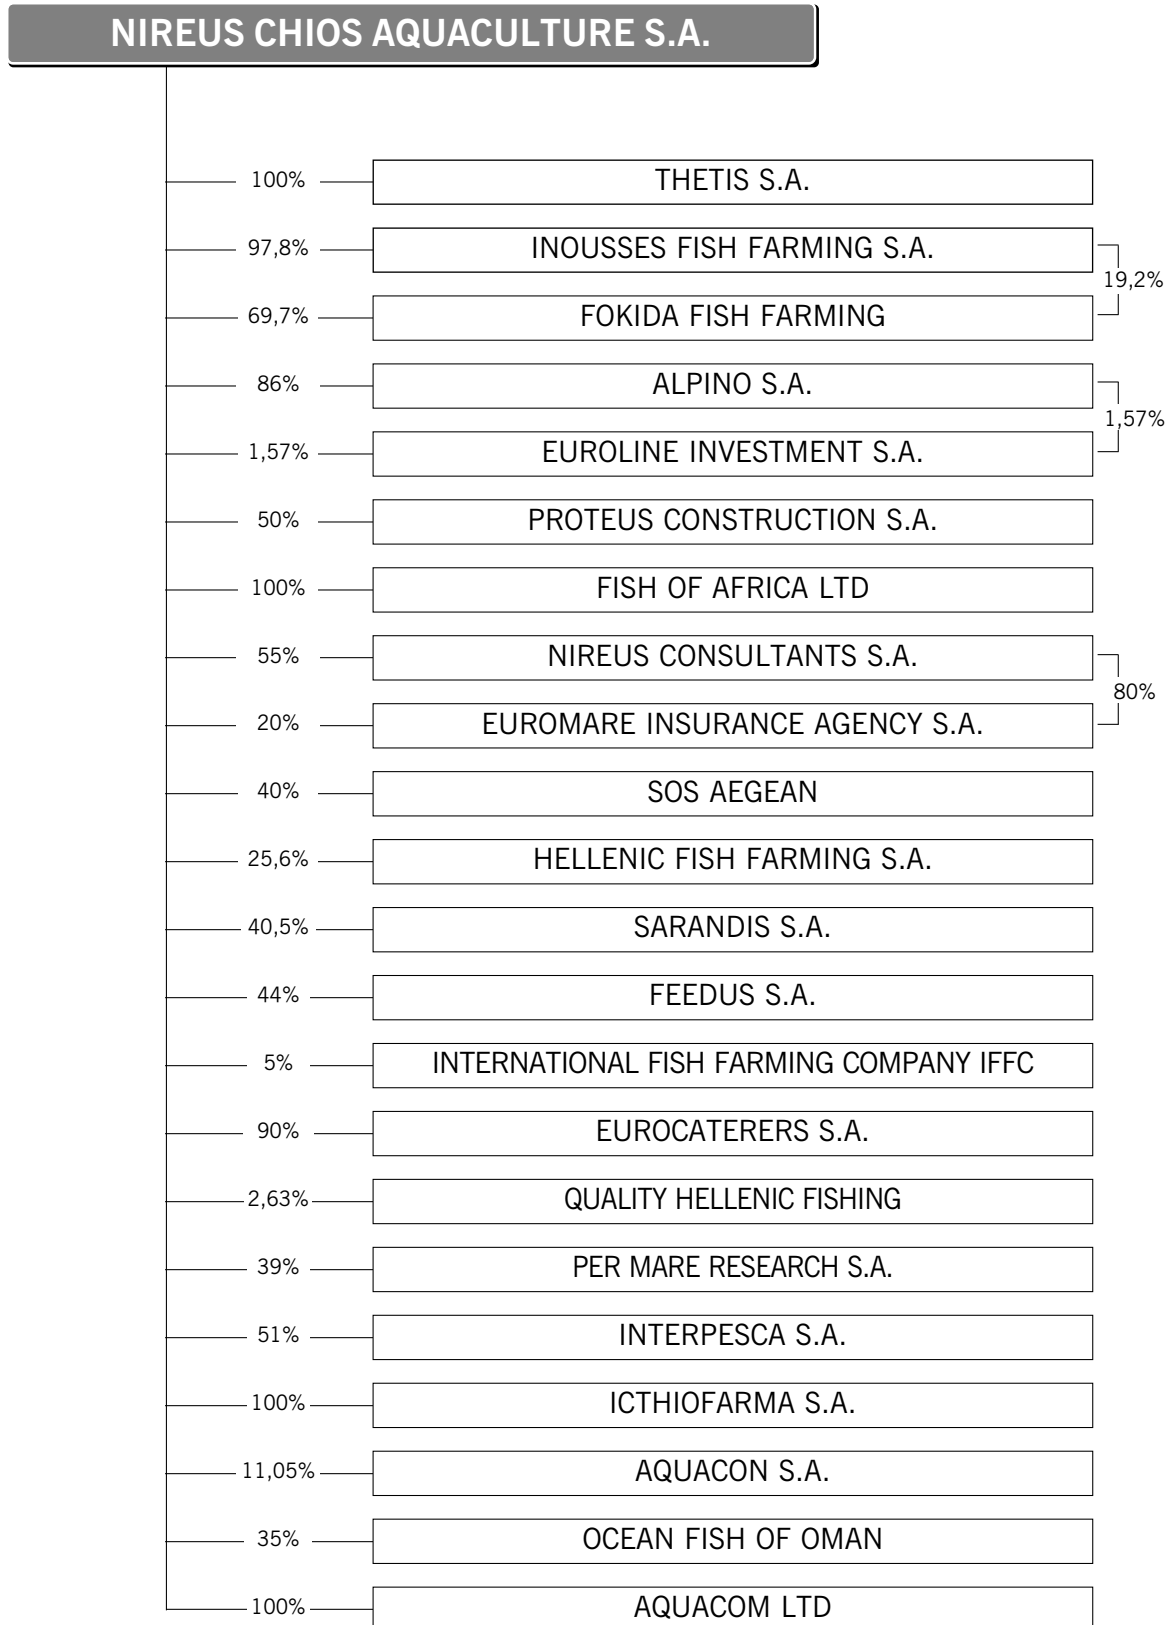 NIREUS CHIOS AQUACULTURE S.A.
100% THETIS S.A.
97,8% INOUSSES FISH FARMING S.A.
19,2%
69,7% FOKIDA FISH FARMING
86% ALPINO S.A.
1,57%
1,57% EUROLINE INVESTMENT S.A.
50% PROTEUS CONSTRUCTION S.A.
100% FISH OF AFRICA LTD
55% NIREUS CONSULTANTS S.A.
80%
20% EUROMARE INSURANCE AGENCY S.A.
40% SOS AEGEAN
25,6% HELLENIC FISH FARMING S.A.
40,5% SARANDIS S.A.
44% FEEDUS S.A.
5% INTERNATIONAL FISH FARMING COMPANY IFFC
90% EUROCATERERS S.A.
2,63% QUALITY HELLENIC FISHING
39% PER MARE RESEARCH S.A.
51% INTERPESCA S.A.
100% ICTHIOFARMA S.A.
11,05% AQUACON S.A.
35% OCEAN FISH OF OMAN
100% AQUACOM LTD